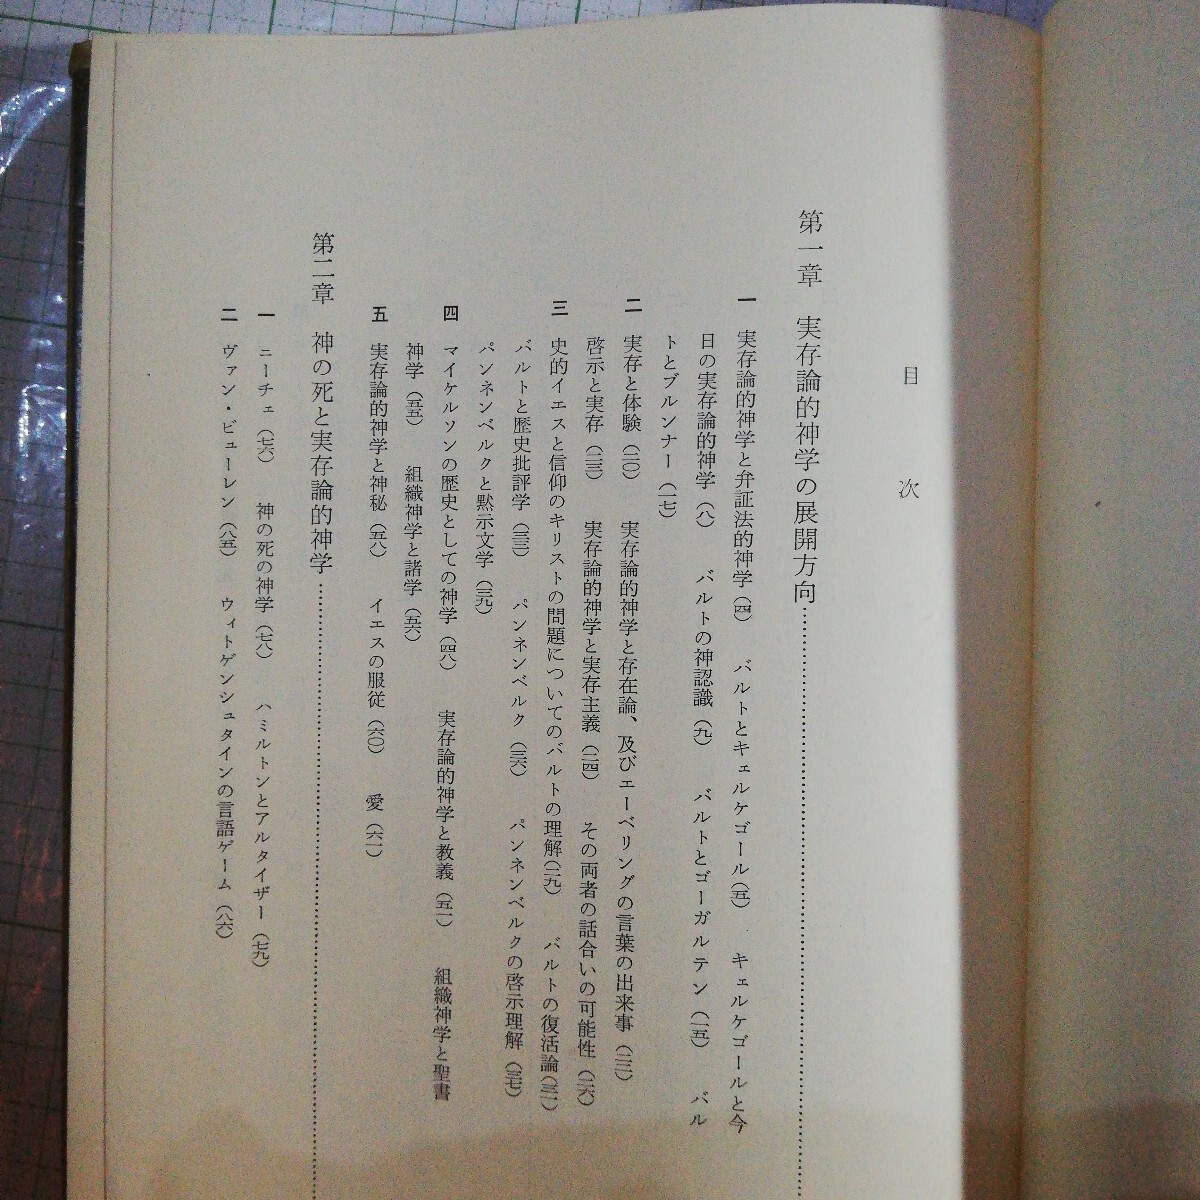 目次
第一章　実存論的神学の展開方向……………………
一　実存論的神学と弁証法的神学（四）　バルトとキェルケゴール（五）　キェルケゴールと今
日の実存論的神学（八）　バルトの神認識（九）　バルトとゴーガルテン（一五）　バル
トとブルンナー（一七）
二　実存と体験（二〇）　実存論的神学と存在論、及びエーベリングの言葉の出来事（二二）
啓示と実存（二三）　実存論的神学と実存主義（二四）　その両者の話合いの可能性（二六）
三　史的イエスと信仰のキリストの問題についてのバルトの理解（二九）　バルトの復活論（三一）
バルトと歴史批評学（三三）　パンネンベルク（三六）　パンネンベルクの啓示理解（三七）
パンネンベルクと黙示文学（三九）
四　マイケルソンの歴史としての神学（四八）　実存論的神学と教義（五一）　組織神学と聖書
神学（五五）　組織神学と諸学（五六）
五　実存論的神学と神秘（五八）　イエスの服従（六〇）　愛（六一）
第二章　神の死と実存論的神学……………………
一　ニーチェ（七六）　神の死の神学（七八）　ハミルトンとアルタイザー（七九）
二　ヴァン・ビューレン（八五）　ウィトゲンシュタインの言語ゲーム（八六）